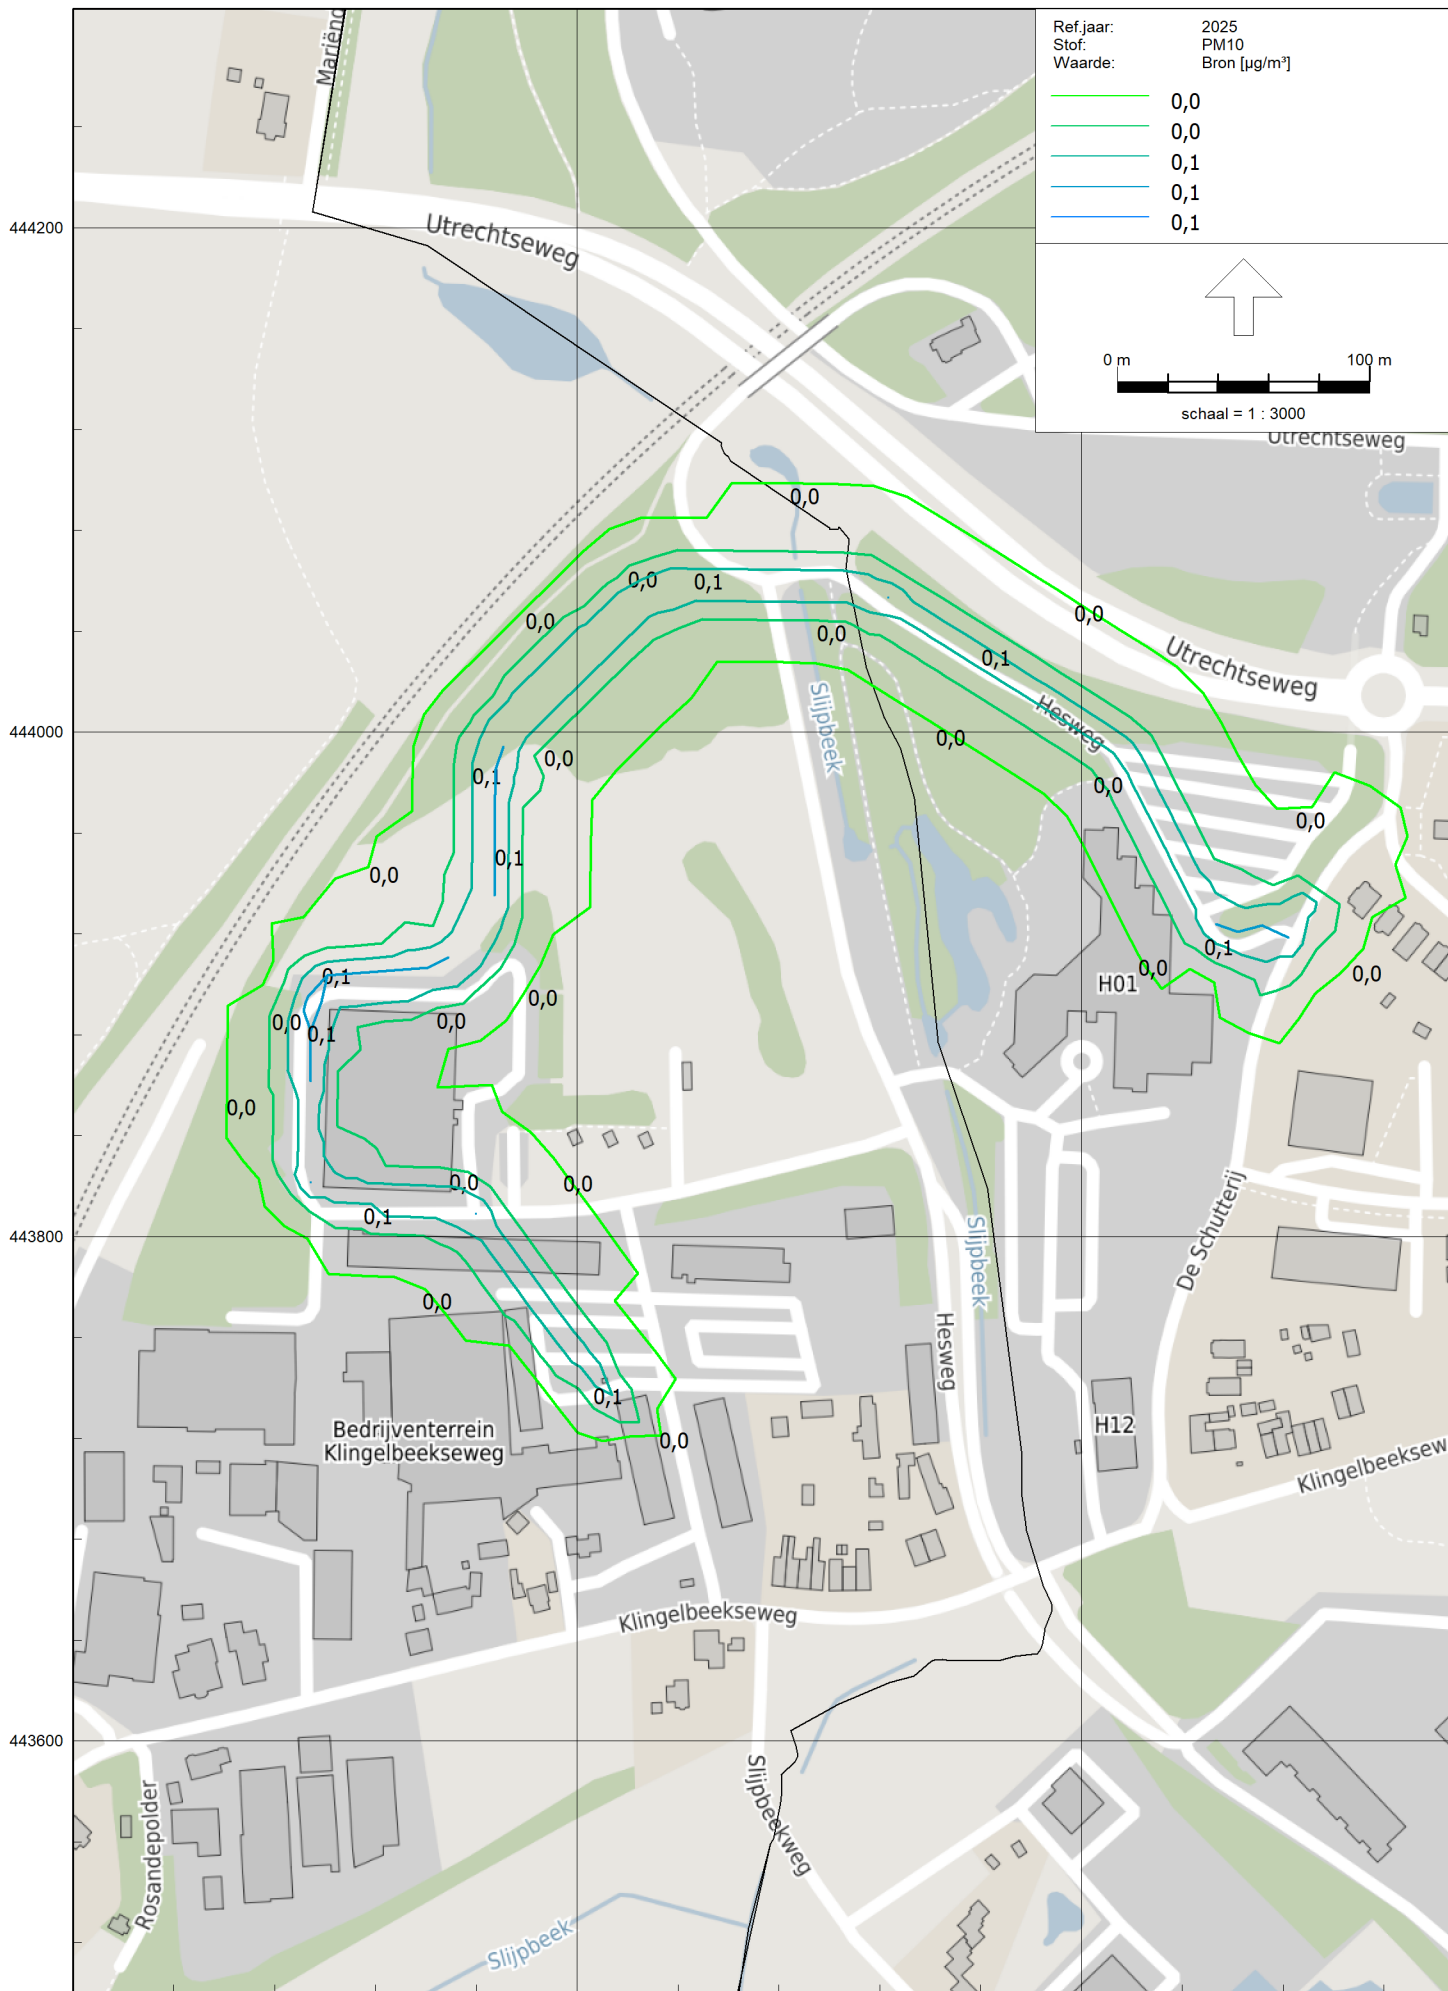 Ref.jaar: 2025
Stof: PM10
Waarde: Bron [µg/m³]
0,0
0,0
0,1
0,1
0,1
0 m 100 m
schaal = 1 : 3000
Mariënd
444200
Utrechtseweg
Utrechtseweg
0,0
0,0
0,1
0,0
0,0
0,0
0,1
Utrechtseweg
Slijpbeek
Hesweg
444000
0,0
0,0
0,1
0,0
0,0
0,1
0,0
0,1
0,0
0,0
0,1
H01
0,0
0,0
0,0
0,1
0,0
0,0
0,0
0,0
0,1
De Schutterij
Slijpbeek
443800
0,0
Hesweg
0,1
0,0
H12
Bedrijventerrein
Klingelbeekseweg
Klingelbeeksew
Klingelbeekseweg
443600
Rosandepolder
Slijpbeekweg
Slijpbeek